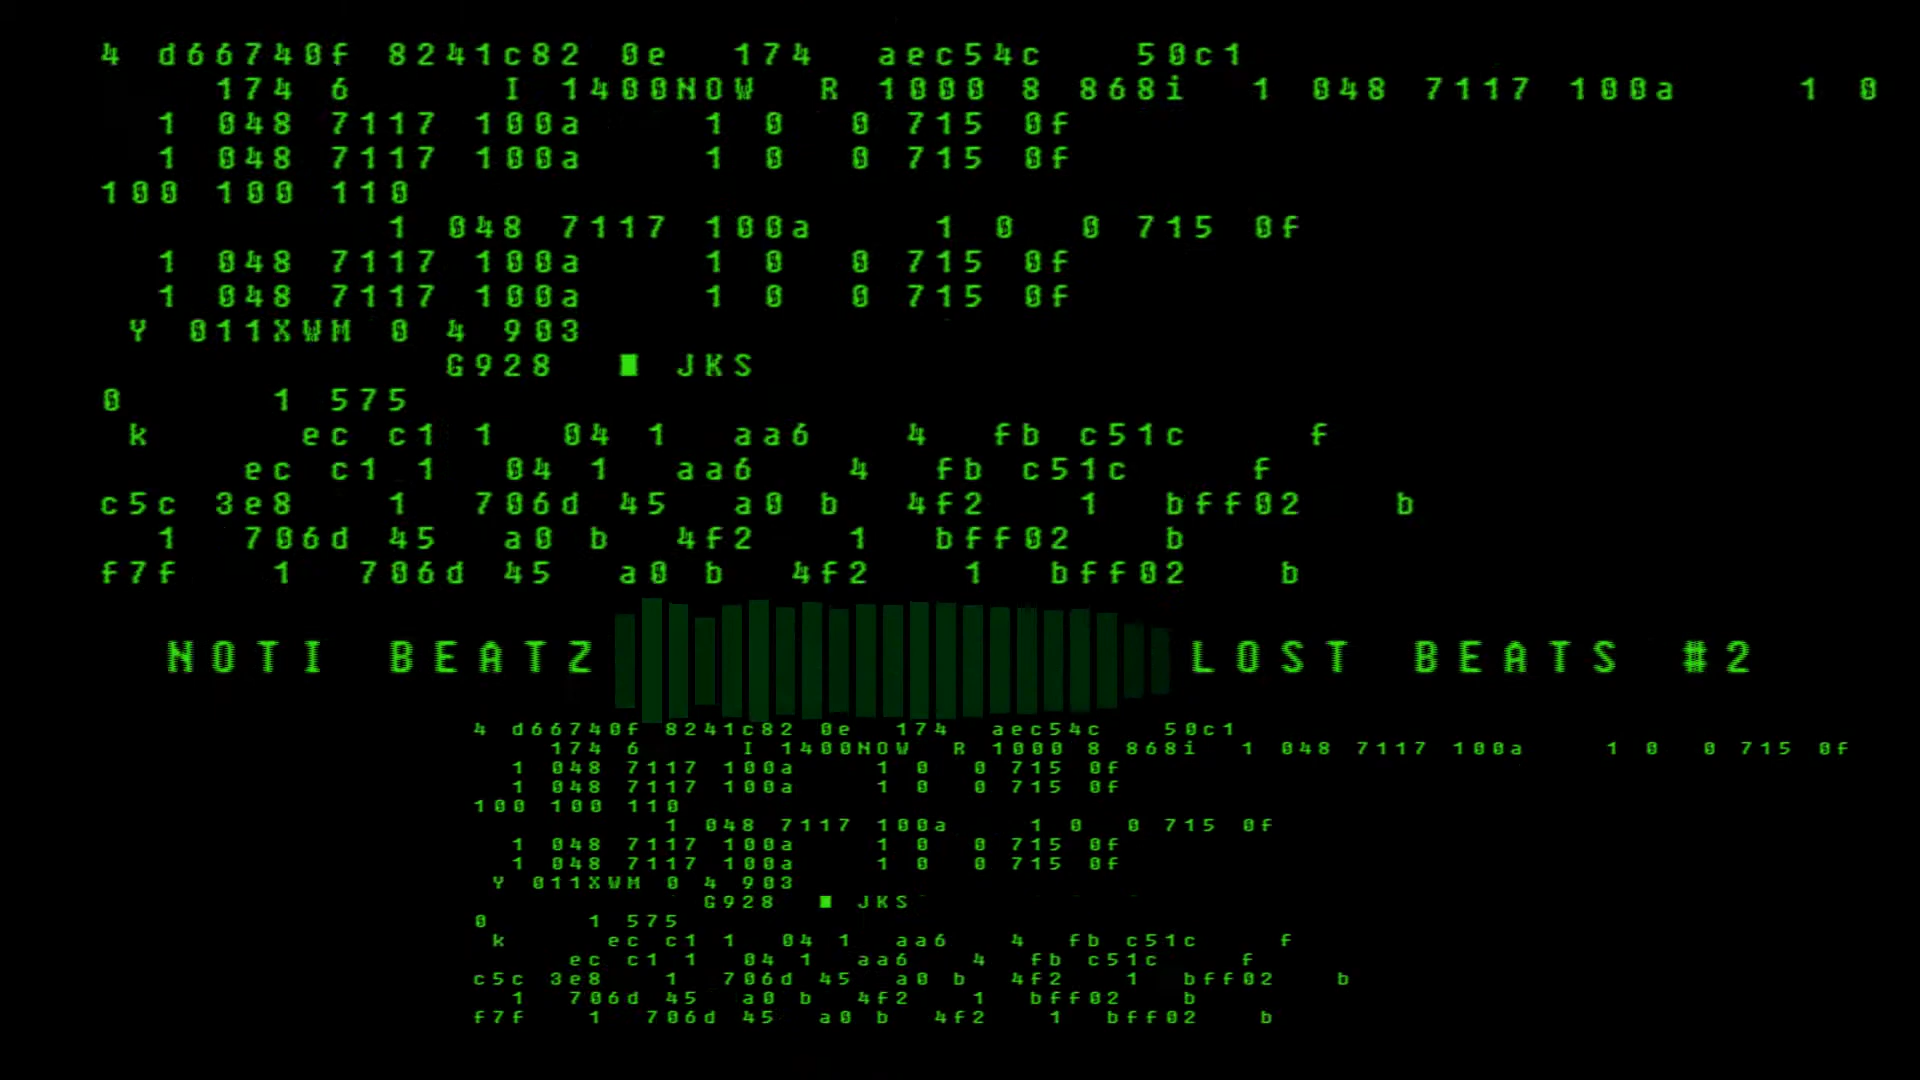 4 d66740f 8241c82 0e 174 aec54c 50c1
174 6 I 1400NOW R 1000 8 868i 1 048 7117 100a 1 0
1 048 7117 100a 1 0 0 715 0f
1 048 7117 100a 1 0 0 715 0f
100 100 110
1 048 7117 100a 1 0 0 715 0f
1 048 7117 100a 1 0 0 715 0f
1 048 7117 100a 1 0 0 715 0f
Y 011XWM 0 4 903
G928 ■ JKS
0 1 575
k ec c1 1 04 1 aa6 4 fb c51c f
ec c1 1 04 1 aa6 4 fb c51c f
c5c 3e8 1 706d 45 a0 b 4f2 1 bff02 b
1 706d 45 a0 b 4f2 1 bff02 b
f7f 1 706d 45 a0 b 4f2 1 bff02 b
NOTI BEATZ LOST BEATS #2
4 d66740f 8241c82 0e 174 aec54c 50c1
174 6 I 1400NOW R 1000 8 868i 1 048 7117 100a 1 0 0 715 0f
1 048 7117 100a 1 0 0 715 0f
1 048 7117 100a 1 0 0 715 0f
100 100 110
1 048 7117 100a 1 0 0 715 0f
1 048 7117 100a 1 0 0 715 0f
1 048 7117 100a 1 0 0 715 0f
Y 011XWM 0 4 903
G928 ■ JKS
0 1 575
k ec c1 1 04 1 aa6 4 fb c51c f
ec c1 1 04 1 aa6 4 fb c51c f
c5c 3e8 1 706d 45 a0 b 4f2 1 bff02 b
1 706d 45 a0 b 4f2 1 bff02 b
f7f 1 706d 45 a0 b 4f2 1 bff02 b